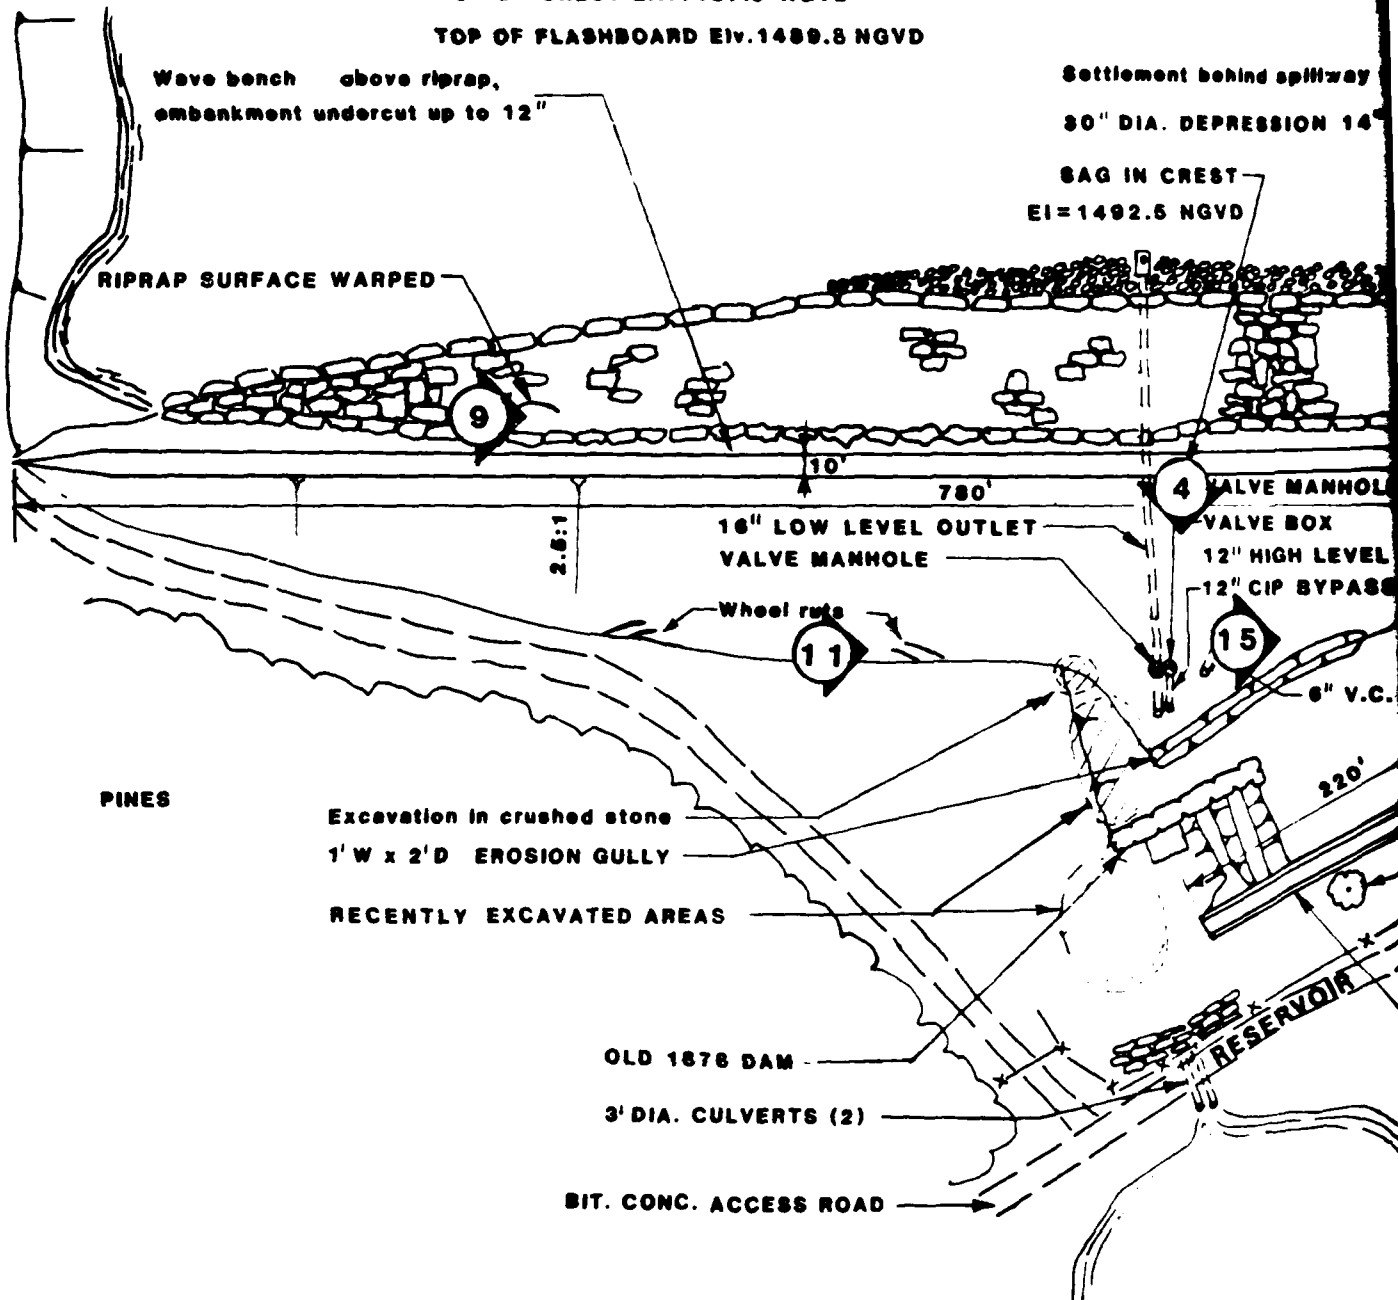 TOP OF FLASHBOARD Elv.1489.8 NGVD
Wave bench above riprap,
embankment undercut up to 12"
Settlement behind spillway
30" DIA. DEPRESSION 14"
SAG IN CREST
El=1492.5 NGVD
RIPRAP SURFACE WARPED
9
10'
780'
4
VALVE MANHOL
VALVE BOX
12" HIGH LEVEL
12" CIP BYPASS
16" LOW LEVEL OUTLET
VALVE MANHOLE
2.5:1
Wheel ruts
11
15
6" V.C.
PINES
220'
Excavation in crushed stone
1'W x 2'D EROSION GULLY
RECENTLY EXCAVATED AREAS
RESERVOIR
OLD 1878 DAM
3' DIA. CULVERTS (2)
BIT. CONC. ACCESS ROAD